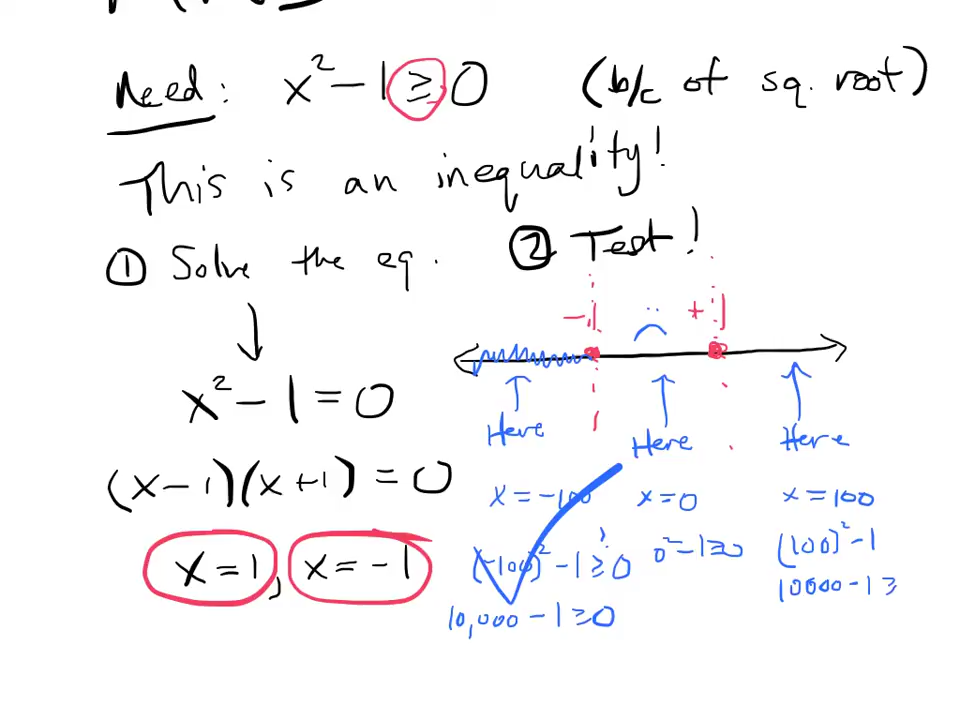 Need: x² - 1 ≥ 0 (b/c of sq. root)
This is an inequality!
① Solve the eq.
② Test!
-1 +1
x² - 1 = 0
Here Here Here
(x-1)(x+1) = 0
x = -100 x = 0 x = 100
x = 1, x = -1
(-100)² - 1 ≥ 0 ? 0² - 1 ≥ 0 (100)² - 1
10,000 - 1 ≥ 0 10000 - 1 ≥